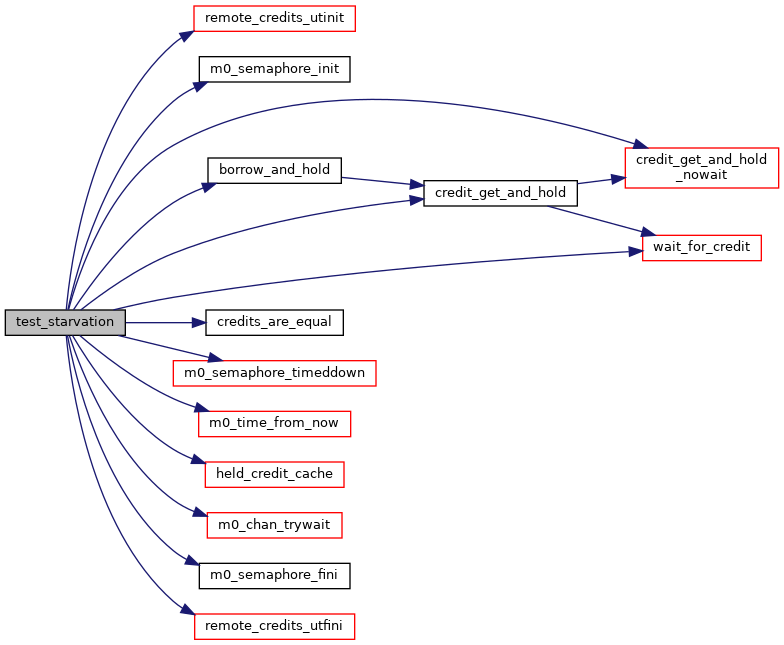 remote_credits_utinit
m0_semaphore_init
credit_get_and_hold
_nowait
borrow_and_hold
credit_get_and_hold
wait_for_credit
test_starvation
credits_are_equal
m0_semaphore_timeddown
m0_time_from_now
held_credit_cache
m0_chan_trywait
m0_semaphore_fini
remote_credits_utfini